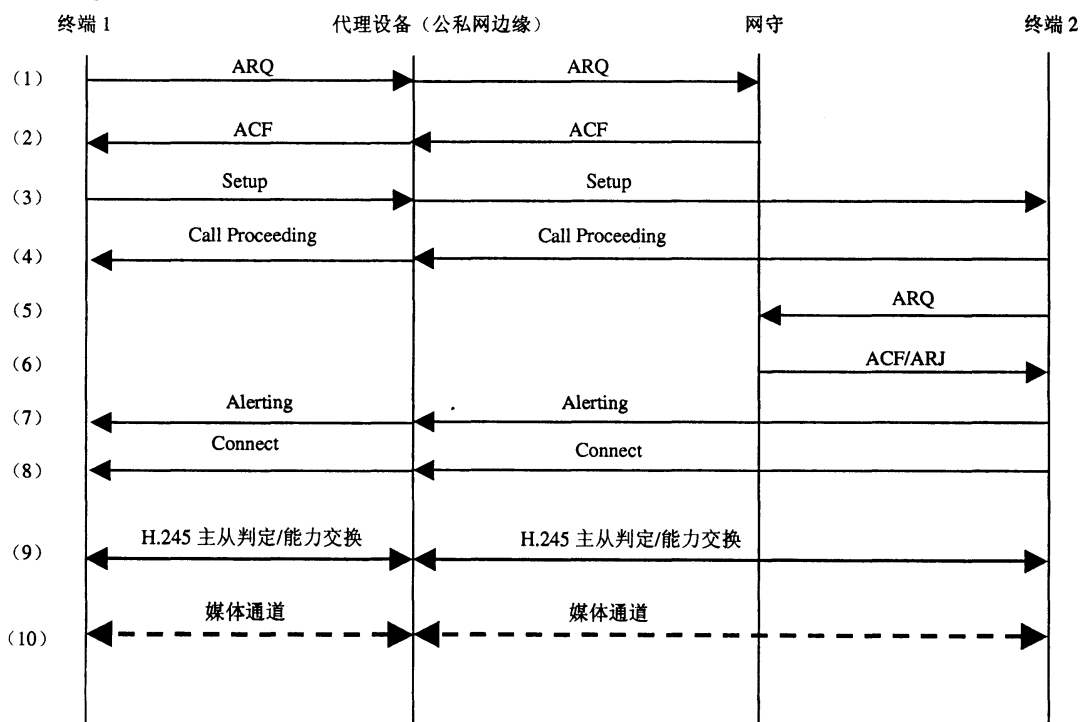 终端 1 代理设备（公私网边缘） 网守 终端 2
（1） ARQ ARQ
（2） ACF ACF
（3） Setup Setup
（4） Call Proceeding Call Proceeding
（5） ARQ
（6） ACF/ARJ
（7） Alerting Alerting
（8） Connect Connect
（9） H.245 主从判定/能力交换 H.245 主从判定/能力交换
（10） 媒体通道 媒体通道